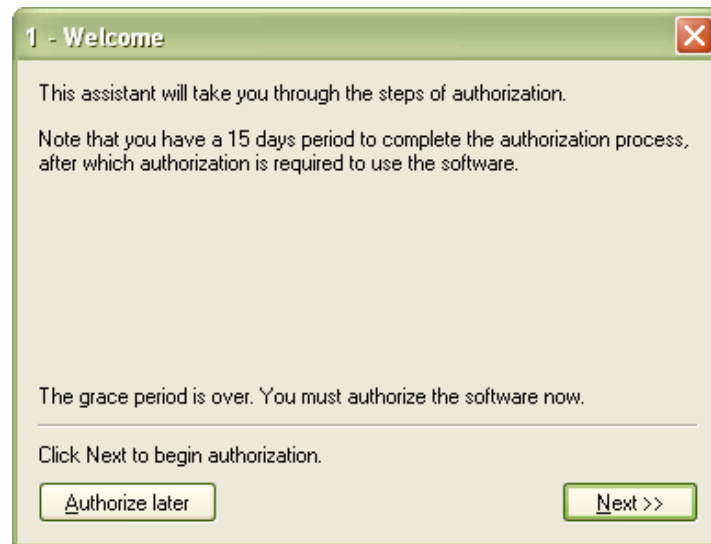 1 - Welcome
This assistant will take you through the steps of authorization.
Note that you have a 15 days period to complete the authorization process,
after which authorization is required to use the software.
The grace period is over. You must authorize the software now.
Click Next to begin authorization.
Authorize later
Next >>